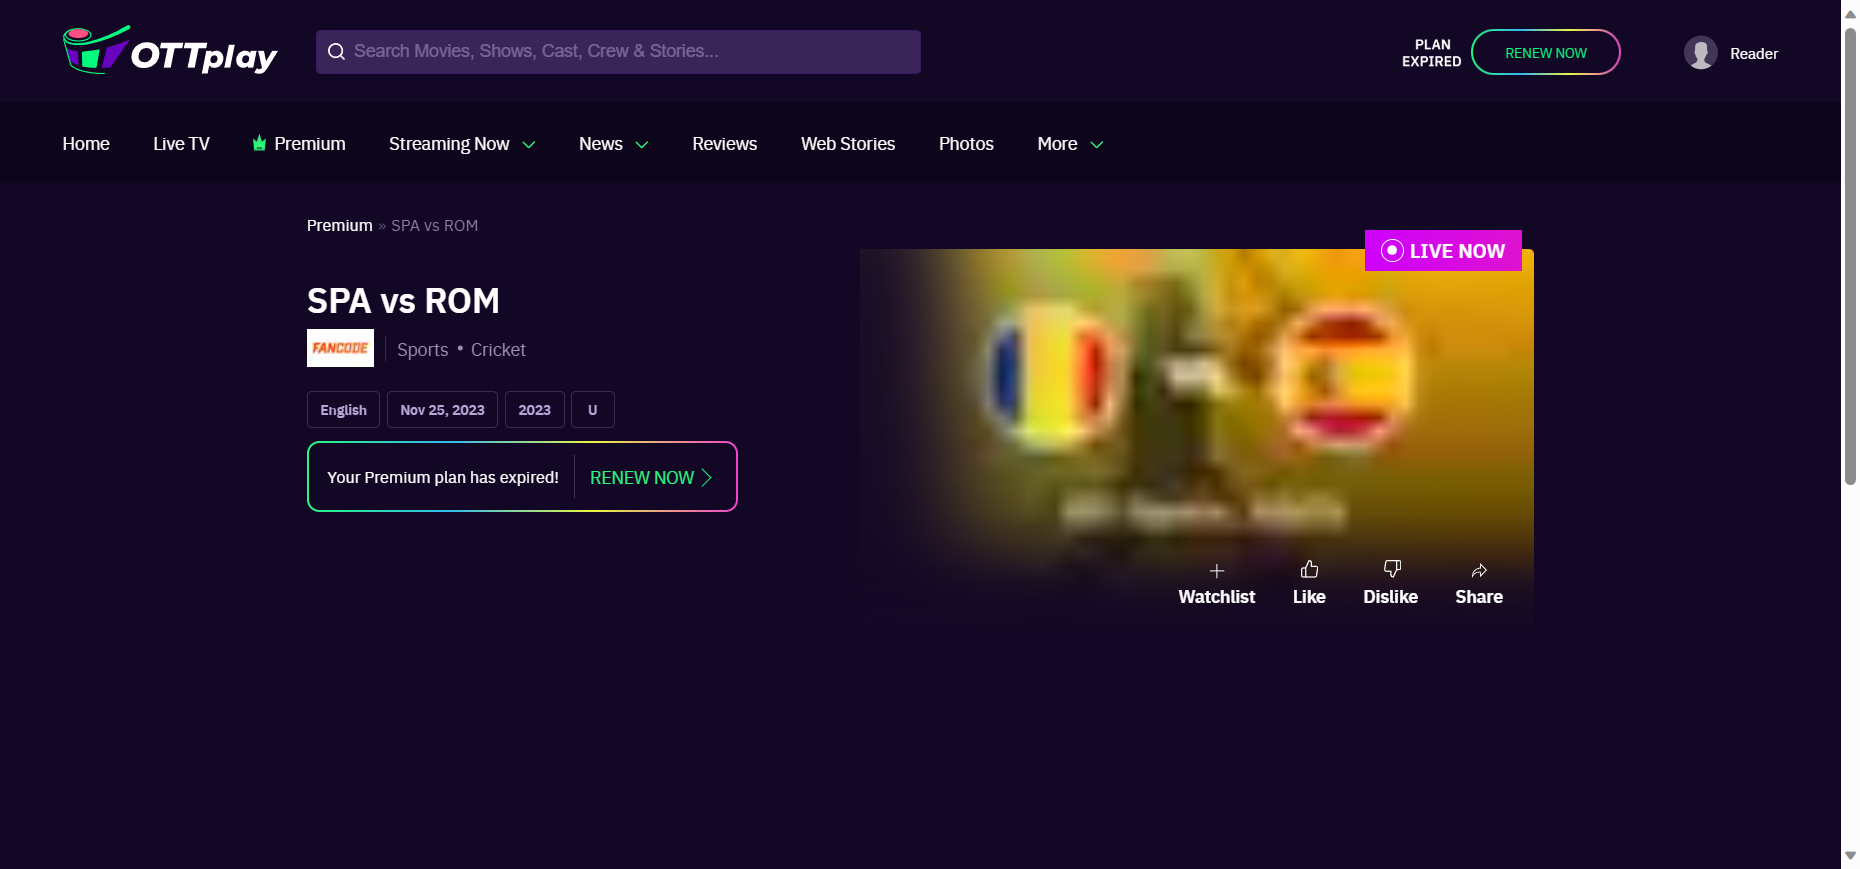 OTTplay
Search Movies, Shows, Cast, Crew & Stories...
PLAN
EXPIRED
RENEW NOW
Reader
Home
Live TV
Premium
Streaming Now
News
Reviews
Web Stories
Photos
More
Premium » SPA vs ROM
LIVE NOW
SPA vs ROM
FANCODE
Sports • Cricket
English
Nov 25, 2023
2023
U
Your Premium plan has expired!
RENEW NOW
Watchlist
Like
Dislike
Share